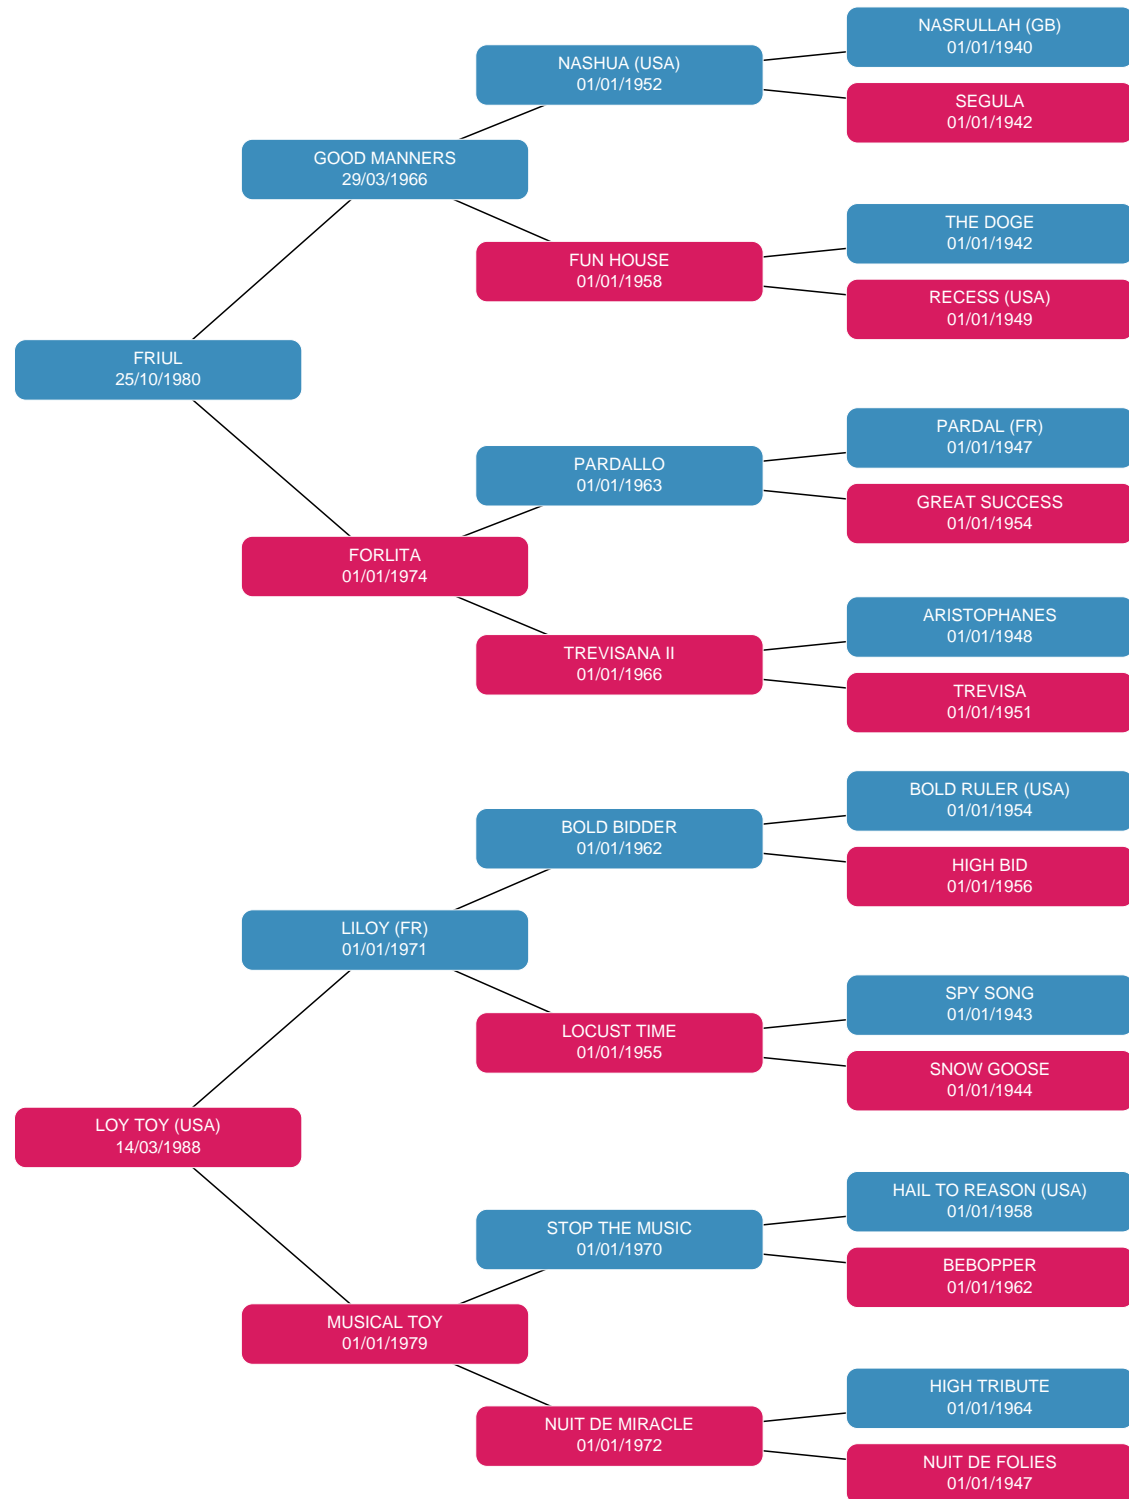 NASRULLAH (GB)
01/01/1940
NASHUA (USA)
01/01/1952
SEGULA
01/01/1942
GOOD MANNERS
29/03/1966
THE DOGE
01/01/1942
FUN HOUSE
01/01/1958
RECESS (USA)
01/01/1949
FRIUL
25/10/1980
PARDAL (FR)
01/01/1947
PARDALLO
01/01/1963
GREAT SUCCESS
01/01/1954
FORLITA
01/01/1974
ARISTOPHANES
01/01/1948
TREVISANA II
01/01/1966
TREVISA
01/01/1951
BOLD RULER (USA)
01/01/1954
BOLD BIDDER
01/01/1962
HIGH BID
01/01/1956
LILOY (FR)
01/01/1971
SPY SONG
01/01/1943
LOCUST TIME
01/01/1955
SNOW GOOSE
01/01/1944
LOY TOY (USA)
14/03/1988
HAIL TO REASON (USA)
01/01/1958
STOP THE MUSIC
01/01/1970
BEBOPPER
01/01/1962
MUSICAL TOY
01/01/1979
HIGH TRIBUTE
01/01/1964
NUIT DE MIRACLE
01/01/1972
NUIT DE FOLIES
01/01/1947